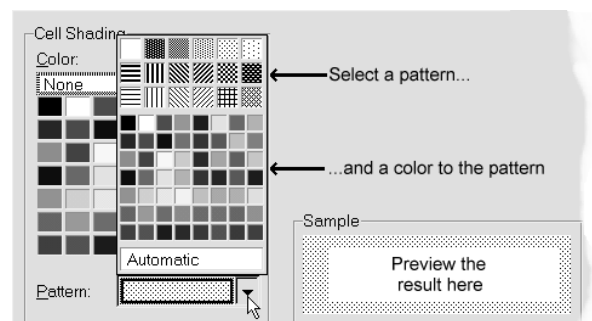 Cell Shading
Color:
None
Select a pattern...
...and a color to the pattern
Automatic
Sample
Preview the
result here
Pattern: